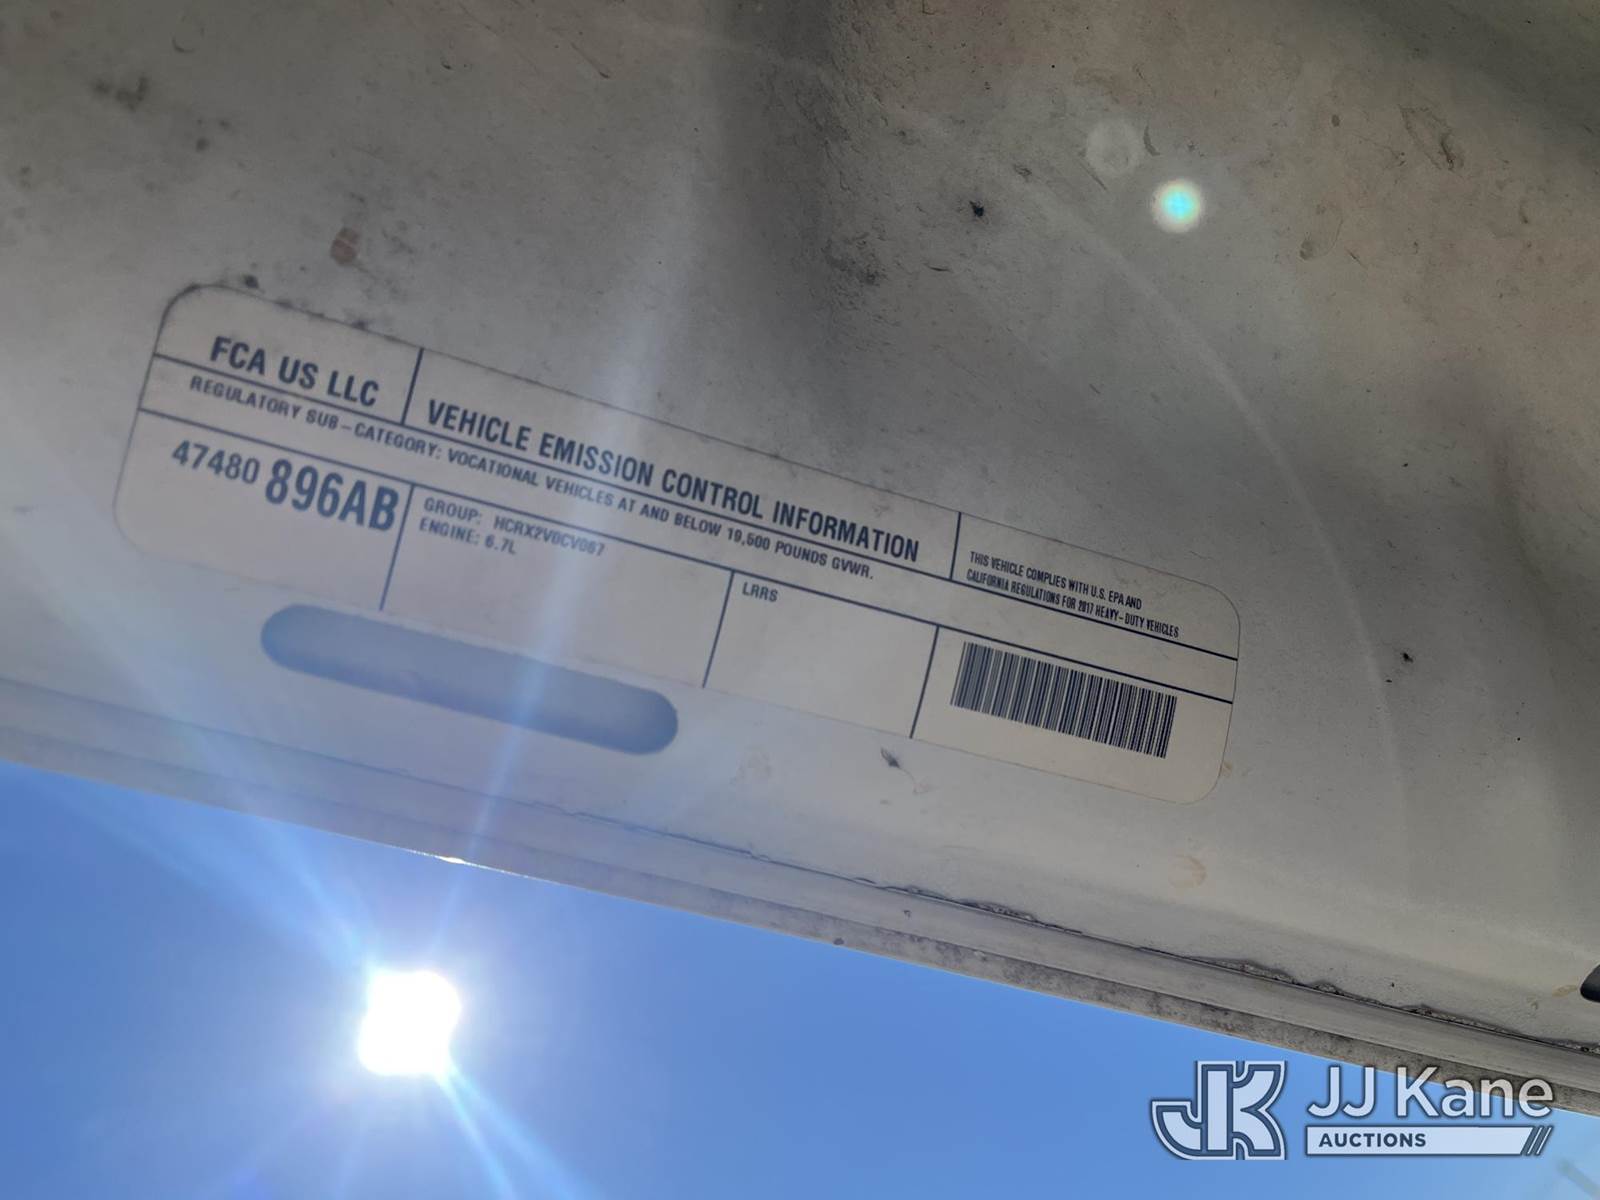 FCA US LLC
VEHICLE EMISSION CONTROL INFORMATION
THIS VEHICLE COMPLIES WITH U.S. EPA AND
CALIFORNIA REGULATIONS FOR 2017 HEAVY-DUTY VEHICLES
REGULATORY SUB-CATEGORY: VOCATIONAL VEHICLES AT AND BELOW 19,500 POUNDS GVWR.
47480 896AB
GROUP: HCRX2V0CV067
ENGINE: 6.7L
LRRS
JK
JJ Kane
AUCTIONS